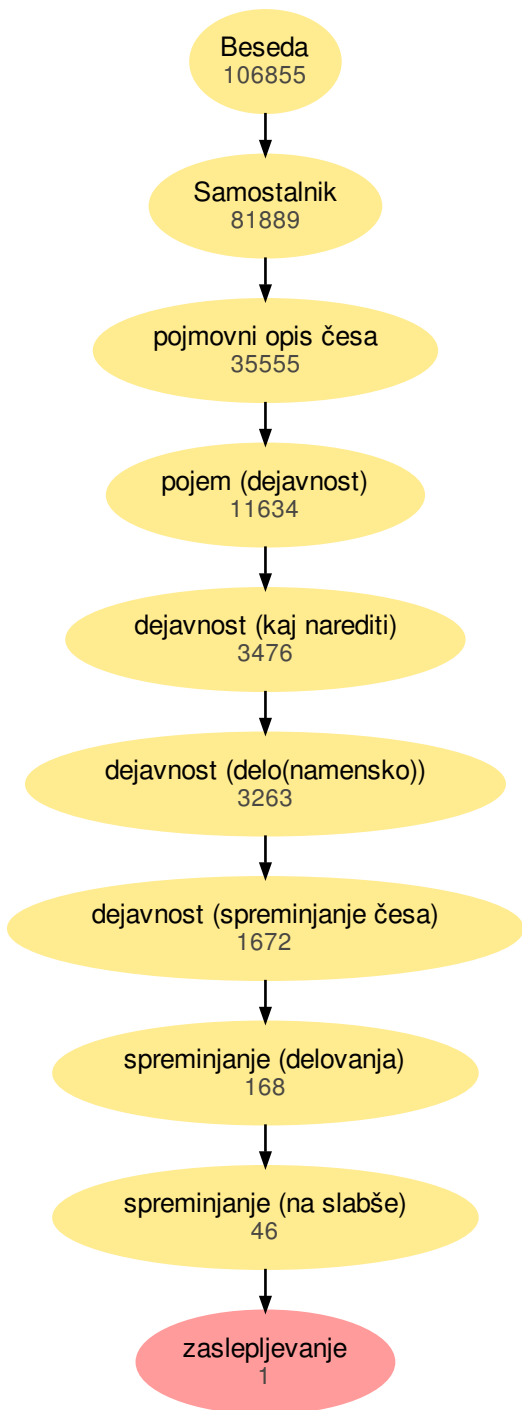 Beseda
106855
Samostalnik
81889
pojmovni opis česa
35555
pojem (dejavnost)
11634
dejavnost (kaj narediti)
3476
dejavnost (delo(namensko))
3263
dejavnost (spreminjanje česa)
1672
spreminjanje (delovanja)
168
spreminjanje (na slabše)
46
zaslepljevanje
1